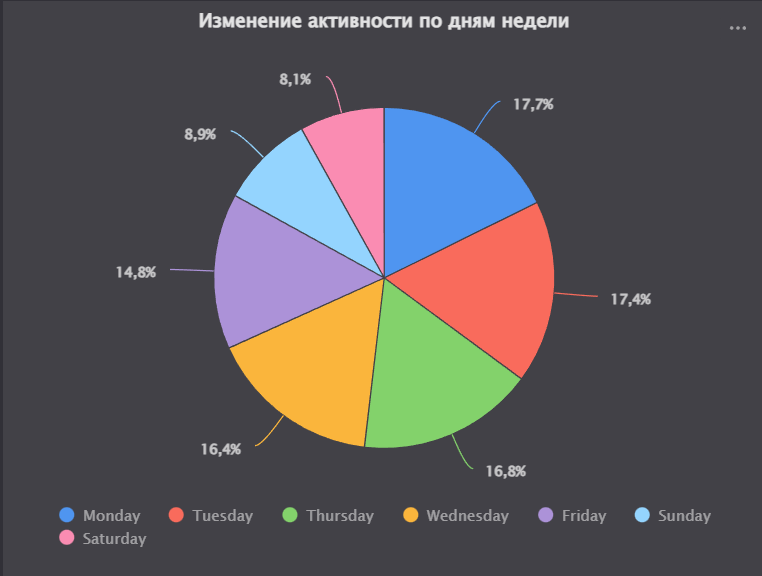 Изменение активности по дням недели
...
8,1%
17,7%
8,9%
14,8%
17,4%
16,4%
16,8%
Monday Tuesday Thursday Wednesday Friday Sunday
Saturday